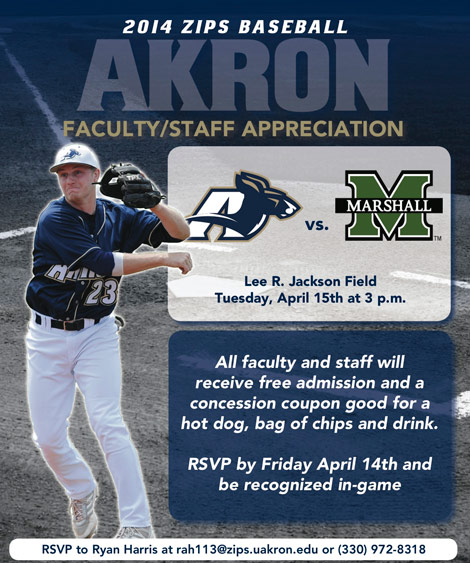 2014 ZIPS BASEBALL
AKRON
FACULTY/STAFF APPRECIATION
A
vs.
M
MARSHALL
TM
Lee R. Jackson Field
Tuesday, April 15th at 3 p.m.
23
All faculty and staff will
receive free admission and a
concession coupon good for a
hot dog, bag of chips and drink.
RSVP by Friday April 14th and
be recognized in-game
RSVP to Ryan Harris at rah113@zips.uakron.edu or (330) 972-8318